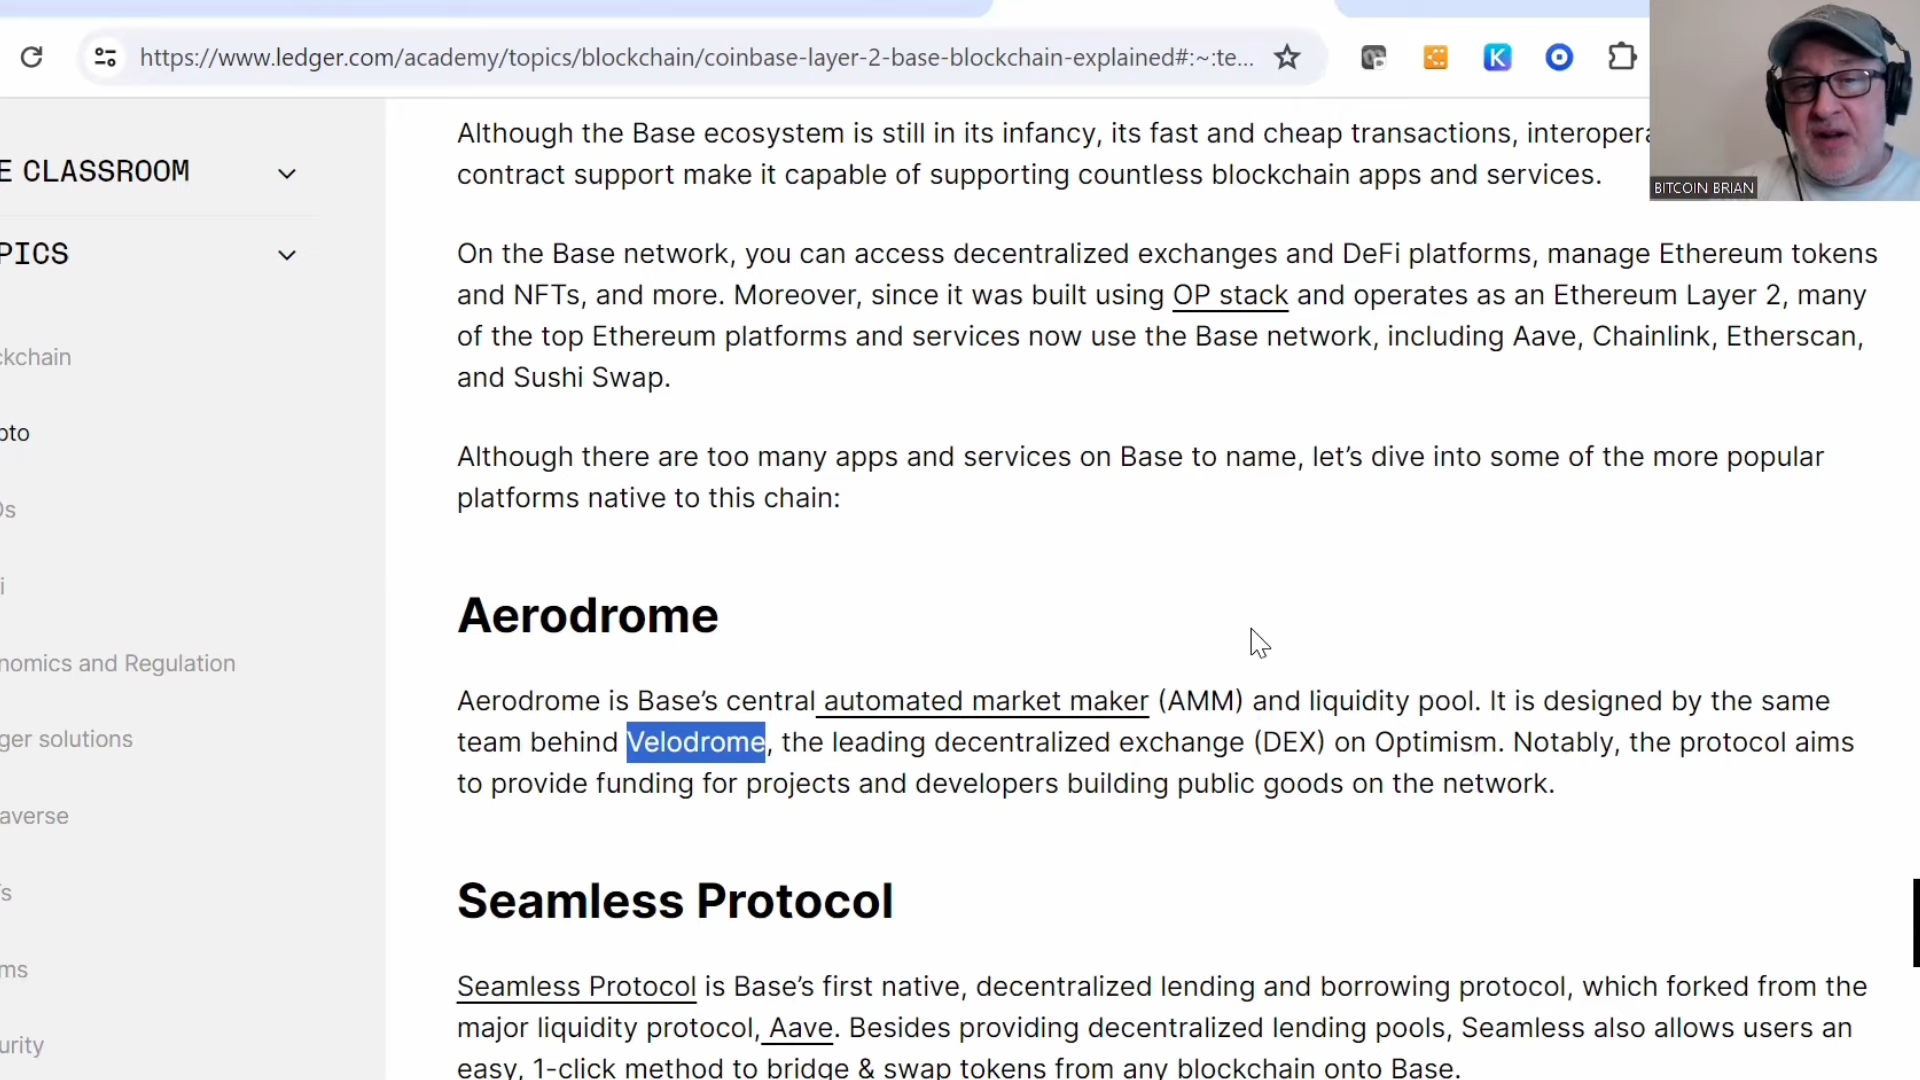 https://www.ledger.com/academy/topics/blockchain/coinbase-layer-2-base-blockchain-explained#:~:te...
K
BITCOIN BRIAN
E CLASSROOM
PICS
ckchain
pto
Os
i
nomics and Regulation
ger solutions
averse
Ts
ms
urity
Although the Base ecosystem is still in its infancy, its fast and cheap transactions, interopera
contract support make it capable of supporting countless blockchain apps and services.
On the Base network, you can access decentralized exchanges and DeFi platforms, manage Ethereum tokens
and NFTs, and more. Moreover, since it was built using OP stack and operates as an Ethereum Layer 2, many
of the top Ethereum platforms and services now use the Base network, including Aave, Chainlink, Etherscan,
and Sushi Swap.
Although there are too many apps and services on Base to name, let’s dive into some of the more popular
platforms native to this chain:
Aerodrome
Aerodrome is Base’s central automated market maker (AMM) and liquidity pool. It is designed by the same
team behind Velodrome, the leading decentralized exchange (DEX) on Optimism. Notably, the protocol aims
to provide funding for projects and developers building public goods on the network.
Seamless Protocol
Seamless Protocol is Base’s first native, decentralized lending and borrowing protocol, which forked from the
major liquidity protocol, Aave. Besides providing decentralized lending pools, Seamless also allows users an
easy, 1-click method to bridge & swap tokens from any blockchain onto Base.